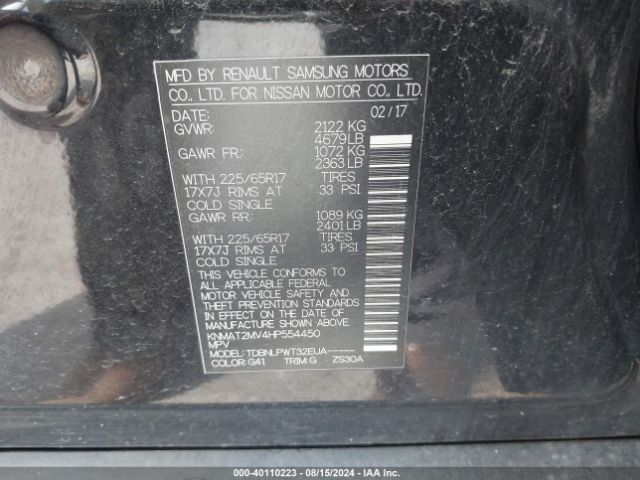 MFD BY RENAULT SAMSUNG MOTORS
CO., LTD. FOR NISSAN MOTOR CO., LTD.
DATE: 02/17
GVWR: 2122 KG
4679 LB
GAWR FR: 1072 KG
2363 LB
WITH 225/65R17 TIRES
17X7J RIMS AT 33 PSI
COLD SINGLE
GAWR RR: 1089 KG
2401 LB
WITH 225/65R17 TIRES
17X7J RIMS AT 33 PSI
COLD SINGLE
THIS VEHICLE CONFORMS TO
ALL APPLICABLE FEDERAL
MOTOR VEHICLE SAFETY AND
THEFT PREVENTION STANDARDS
IN EFFECT ON THE DATE OF
MANUFACTURE SHOWN ABOVE.
KNMAT2MV4HP554450
MPV
MODEL: TDBNLPWT32EUA-----
COLOR: G41 TRIM: G ZS30A
000-40110223 - 08/15/2024 - IAA Inc.